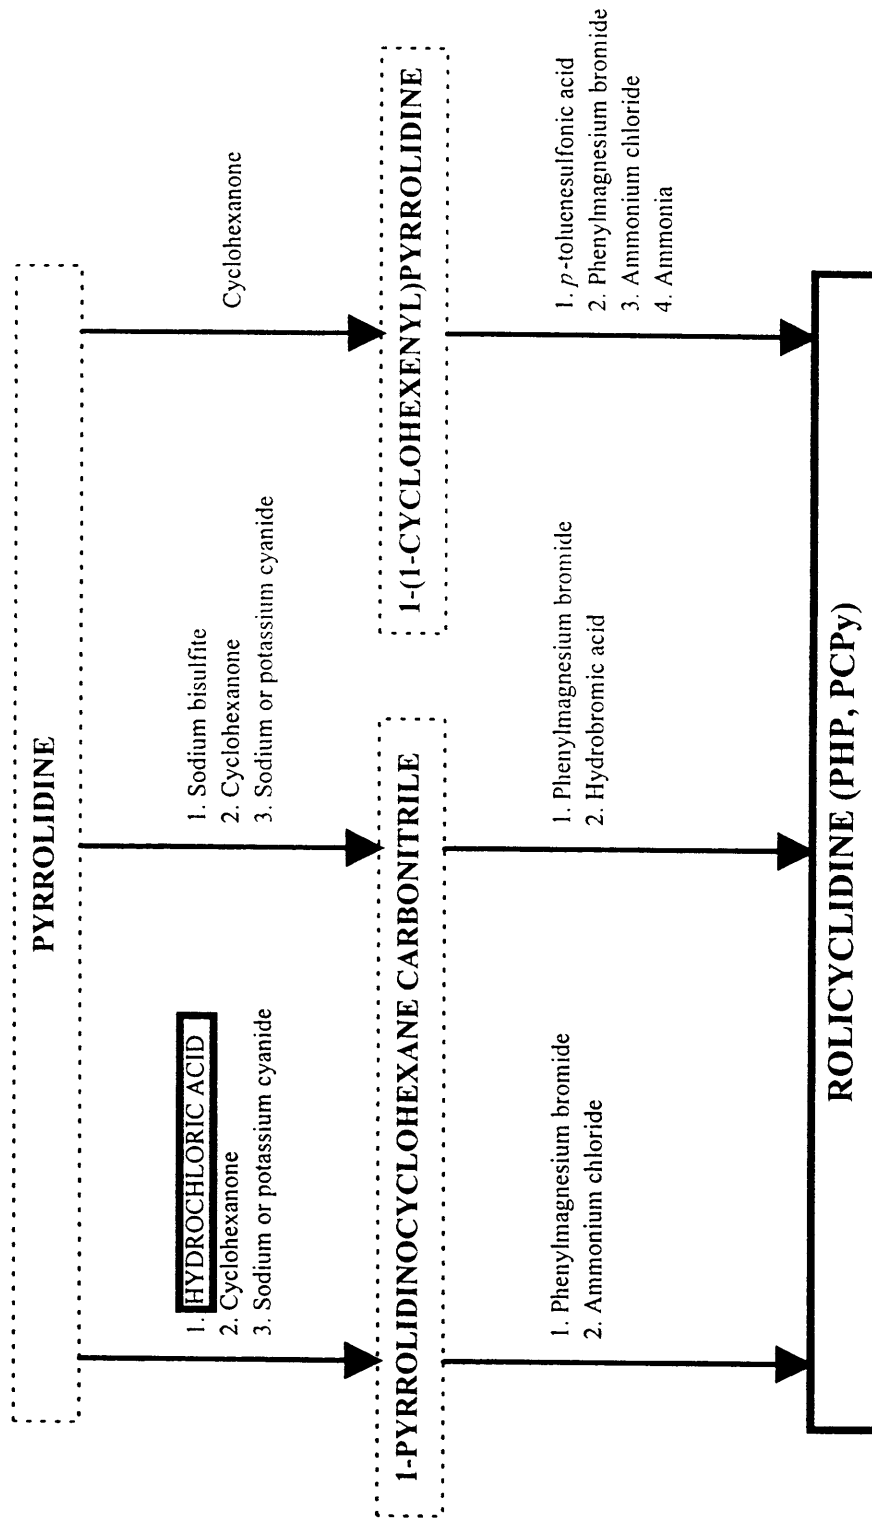 PYRROLIDINE
1. HYDROCHLORIC ACID
2. Cyclohexanone
3. Sodium or potassium cyanide
1. Sodium bisulfite
2. Cyclohexanone
3. Sodium or potassium cyanide
Cyclohexanone
1-PYRROLIDINOCYCLOHEXANE CARBONITRILE
1-(1-CYCLOHEXENYL)PYRROLIDINE
1. Phenylmagnesium bromide
2. Ammonium chloride
1. Phenylmagnesium bromide
2. Hydrobromic acid
1. p-toluenesulfonic acid
2. Phenylmagnesium bromide
3. Ammonium chloride
4. Ammonia
ROLICYCLIDINE (PHP, PCPy)